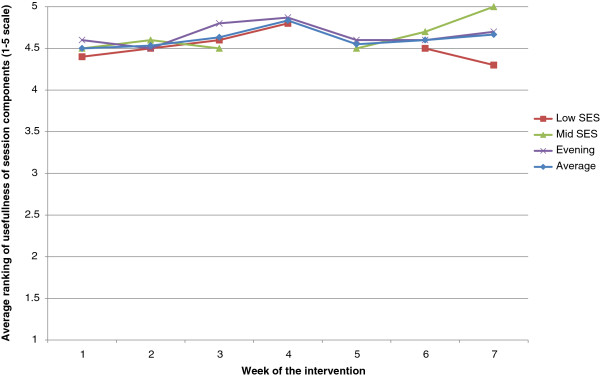 Average ranking of usefullness of session components (1-5 scale)
5
4.5
4
3.5
3
2.5
2
1.5
1
1 2 3 4 5 6 7
Week of the intervention
Low SES
Mid SES
Evening
Average